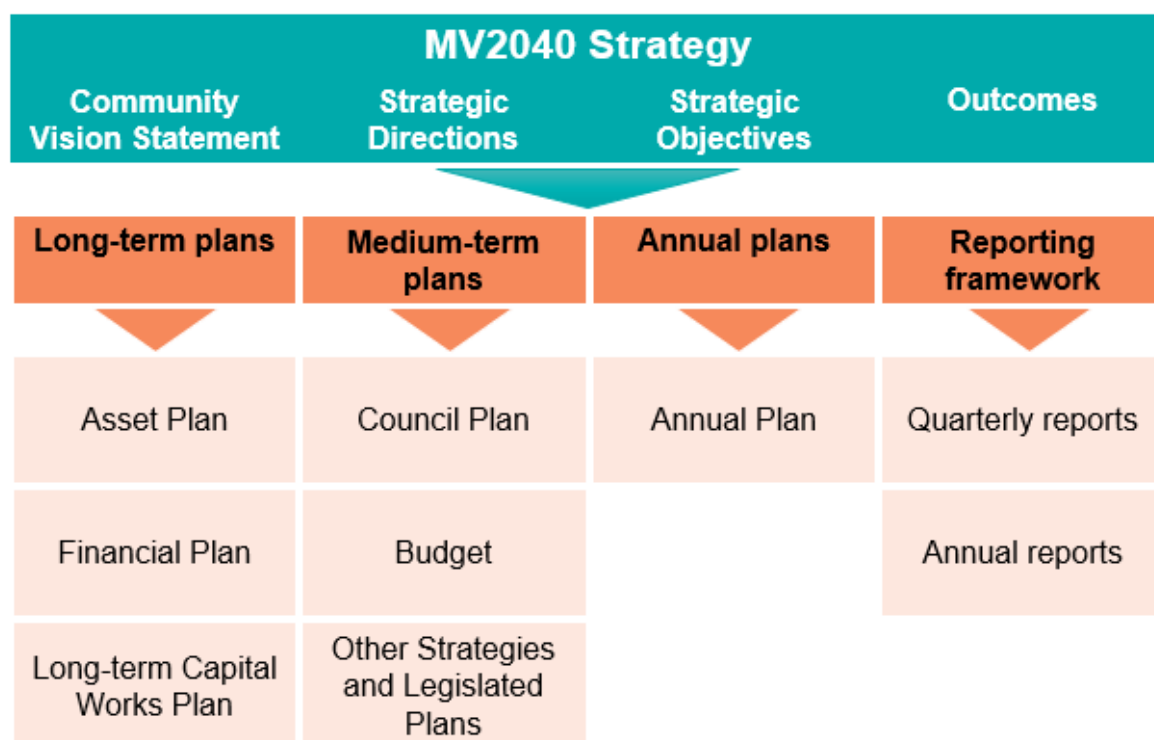 MV2040 Strategy
Community
Vision Statement
Strategic
Directions
Strategic
Objectives
Outcomes
Long-term plans
Medium-term
plans
Annual plans
Reporting
framework
Asset Plan
Council Plan
Annual Plan
Quarterly reports
Financial Plan
Budget
Annual reports
Long-term Capital
Works Plan
Other Strategies
and Legislated
Plans